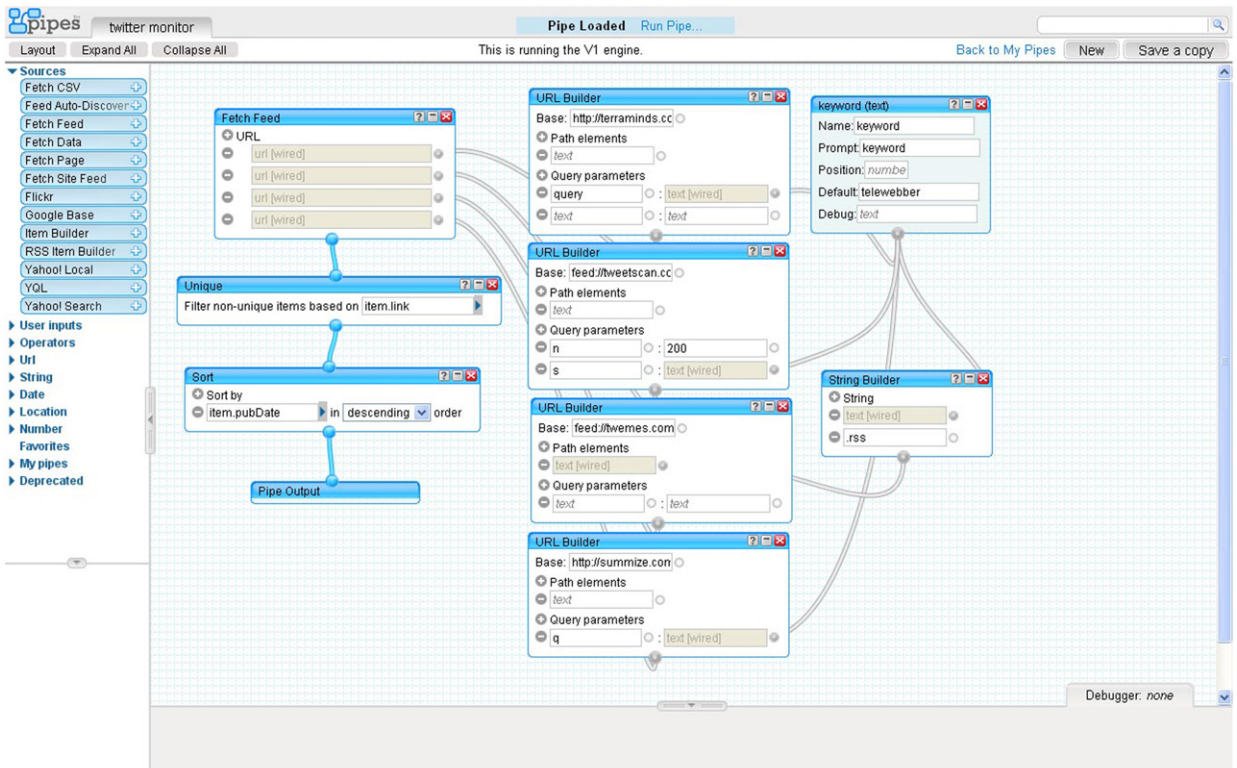 pipes
twitter monitor
Pipe Loaded Run Pipe...
Layout Expand All Collapse All
This is running the V1 engine.
Back to My Pipes New Save a copy
Sources
Fetch CSV
Feed Auto-Discover
Fetch Feed
Fetch Data
Fetch Page
Fetch Site Feed
Flickr
Google Base
Item Builder
RSS Item Builder
Yahoo! Local
YQL
Yahoo! Search
User inputs
Operators
Url
String
Date
Location
Number
Favorites
My pipes
Deprecated
Fetch Feed
URL
url [wired]
url [wired]
url [wired]
url [wired]
Unique
Filter non-unique items based on item.link
Sort
Sort by
item.pubDate in descending order
Pipe Output
URL Builder
Base: http://terraminds.cc
Path elements
text
Query parameters
query : text [wired]
text : text
URL Builder
Base: feed://tweetscan.cc
Path elements
text
Query parameters
n : 200
s : text [wired]
URL Builder
Base: feed://twemes.com
Path elements
text [wired]
Query parameters
text : text
URL Builder
Base: http://summize.com
Path elements
text
Query parameters
q : text [wired]
keyword (text)
Name: keyword
Prompt: keyword
Position: numbe
Default: telewebber
Debug: text
String Builder
String
text [wired]
.rss
Debugger: none